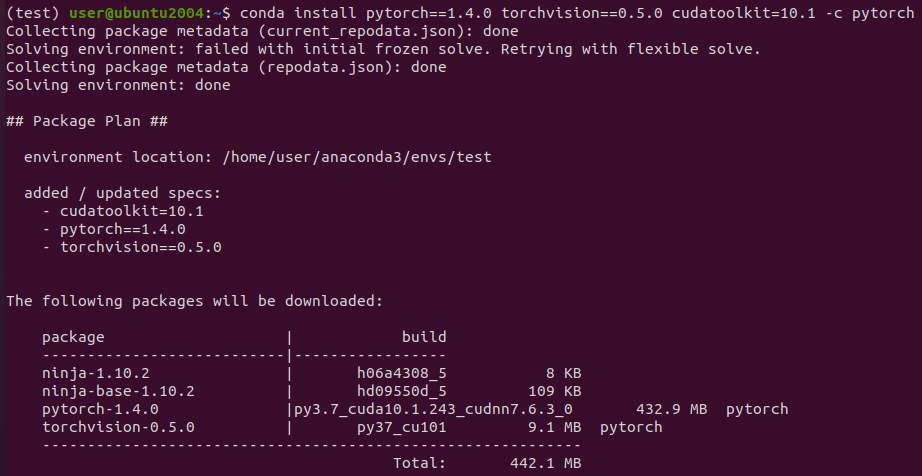 (test) user@ubuntu2004:~$ conda install pytorch==1.4.0 torchvision==0.5.0 cudatoolkit=10.1 -c pytorch
Collecting package metadata (current_repodata.json): done
Solving environment: failed with initial frozen solve. Retrying with flexible solve.
Collecting package metadata (repodata.json): done
Solving environment: done

## Package Plan ##

  environment location: /home/user/anaconda3/envs/test

  added / updated specs:
    - cudatoolkit=10.1
    - pytorch==1.4.0
    - torchvision==0.5.0


The following packages will be downloaded:

    package                    |            build
    ---------------------------|-----------------
    ninja-1.10.2               |       h06a4308_5           8 KB
    ninja-base-1.10.2          |       hd09550d_5         109 KB
    pytorch-1.4.0              |py3.7_cuda10.1.243_cudnn7.6.3_0       432.9 MB  pytorch
    torchvision-0.5.0          |       py37_cu101         9.1 MB  pytorch
    ------------------------------------------------------------
                                           Total:       442.1 MB